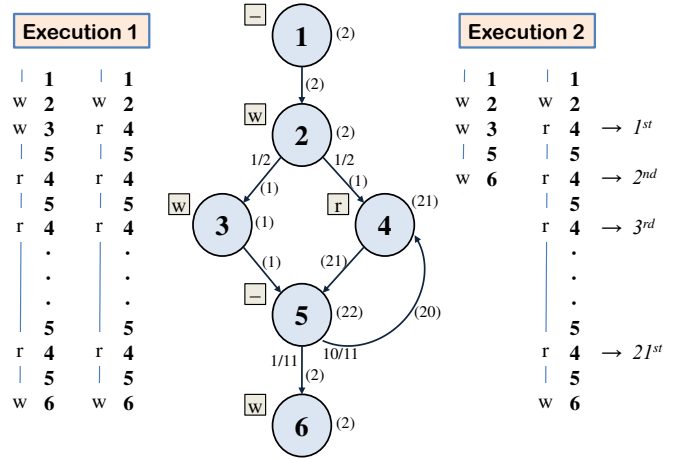 Execution 1
1 1
w 2 w 2
w 3 r 4
5 5
r 4 r 4
5 5
r 4 r 4
. .
. .
. .
5 5
r 4 r 4
5 5
w 6 w 6
–
1 (2)
(2)
w
2 (2)
1/2 1/2
(1) (1)
w r (21)
3 (1) 4
(1) (21)
–
5 (22) (20)
1/11 10/11
(2)
w
6 (2)
Execution 2
1 1
w 2 w 2
w 3 r 4 → 1st
5 5
w 6 r 4 → 2nd
5
r 4 → 3rd
.
.
.
5
r 4 → 21st
5
w 6